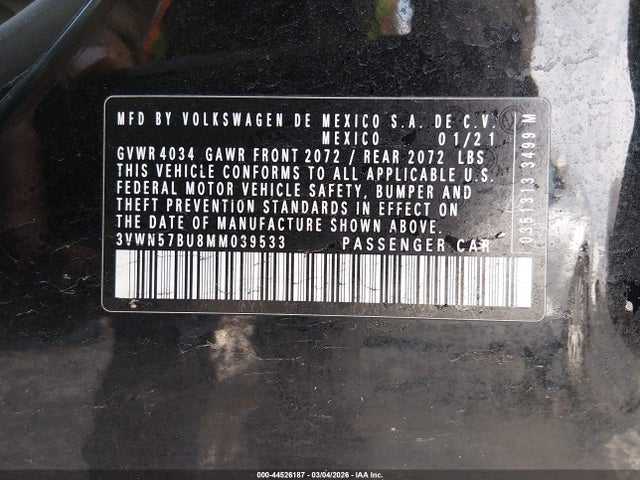 MFD BY VOLKSWAGEN DE MEXICO S.A. DE C.V.
MEXICO 01/21
GVWR 4034 GAWR FRONT 2072 / REAR 2072 LBS
THIS VEHICLE CONFORMS TO ALL APPLICABLE U.S.
FEDERAL MOTOR VEHICLE SAFETY, BUMPER AND
THEFT PREVENTION STANDARDS IN EFFECT ON
THE DATE OF MANUFACTURE SHOWN ABOVE.
3VWN57BU8MM039533 PASSENGER CAR
036 313 3499 M
000-44526187 - 03/04/2026 - IAA Inc.